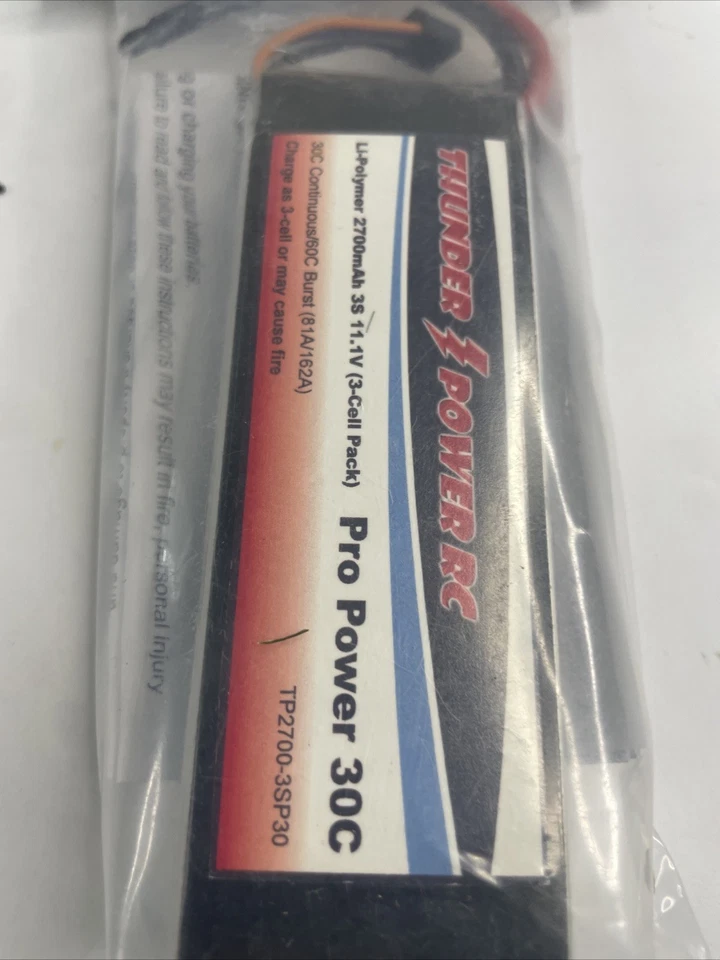 THUNDER POWER RC
Li-Polymer 2700mAh 3S 11.1V (3-Cell Pack) Pro Power 30C
30C Continuous/60C Burst (81A/162A)
Charge as 3-cell or may cause fire
TP2700-3SP30
g or charging your batteries.
ailure to read and follow these instructions may result in fire, personal injury